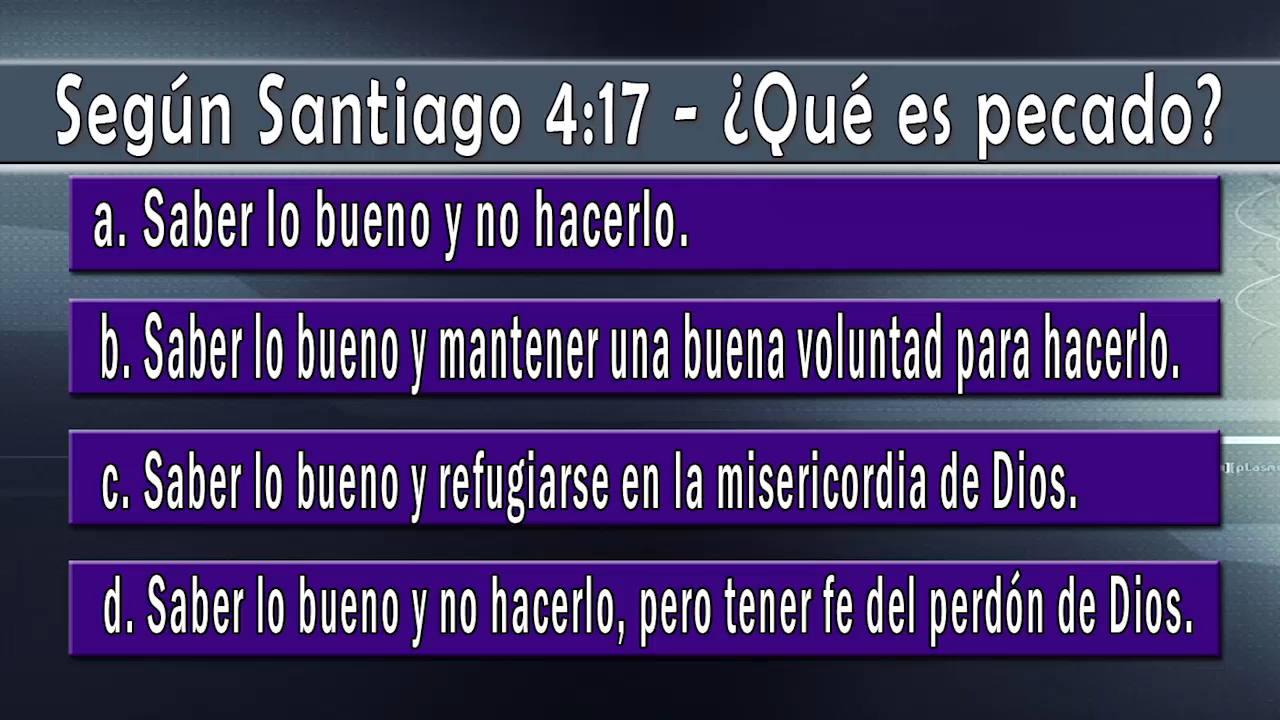 Según Santiago 4:17 - ¿Qué es pecado?
a. Saber lo bueno y no hacerlo.
b. Saber lo bueno y mantener una buena voluntad para hacerlo.
c. Saber lo bueno y refugiarse en la misericordia de Dios.
d. Saber lo bueno y no hacerlo, pero tener fe del perdón de Dios.